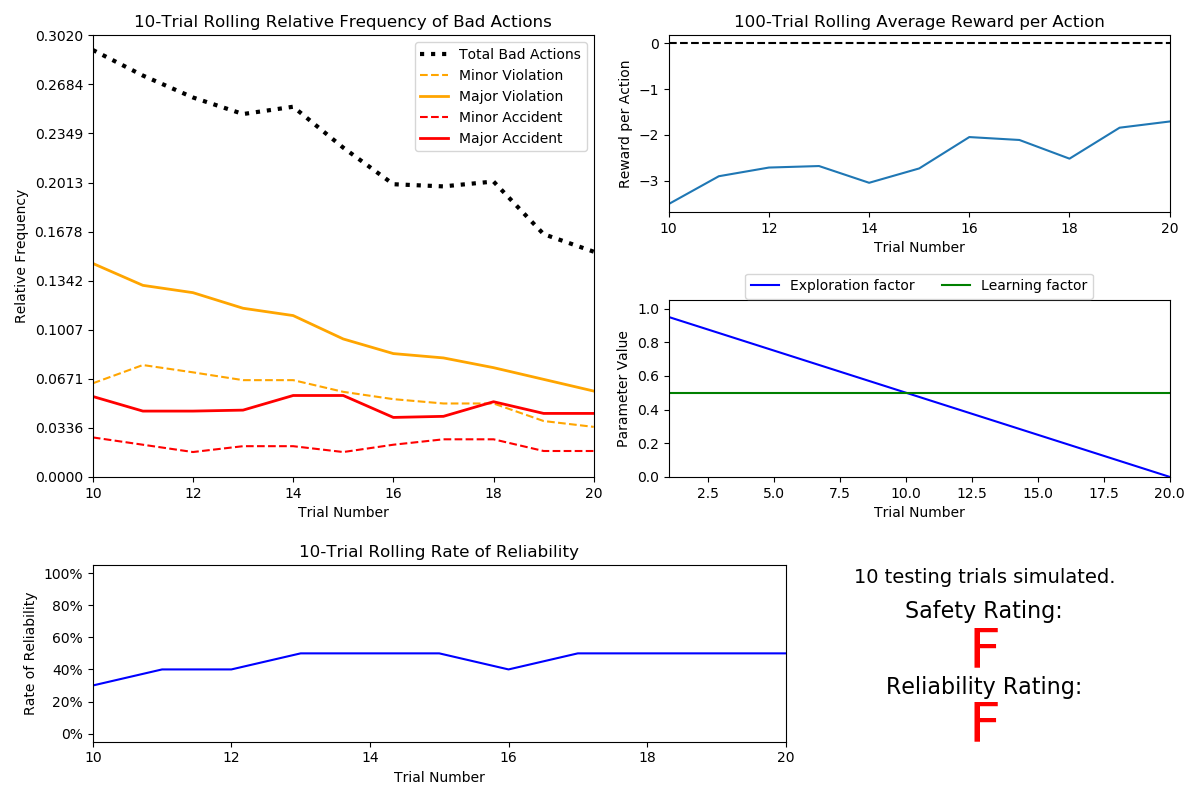 10-Trial Rolling Relative Frequency of Bad Actions
0.3020
0.2684
0.2349
0.2013
0.1678
0.1342
0.1007
0.0671
0.0336
0.0000
Relative Frequency
Total Bad Actions
Minor Violation
Major Violation
Minor Accident
Major Accident
10 12 14 16 18 20
Trial Number
100-Trial Rolling Average Reward per Action
0
−1
−2
−3
Reward per Action
10 12 14 16 18 20
Trial Number
Exploration factor Learning factor
1.0
0.8
0.6
0.4
0.2
0.0
Parameter Value
2.5 5.0 7.5 10.0 12.5 15.0 17.5 20.0
Trial Number
10-Trial Rolling Rate of Reliability
100%
80%
60%
40%
20%
0%
Rate of Reliability
10 12 14 16 18 20
Trial Number
10 testing trials simulated.
Safety Rating:
F
Reliability Rating:
F